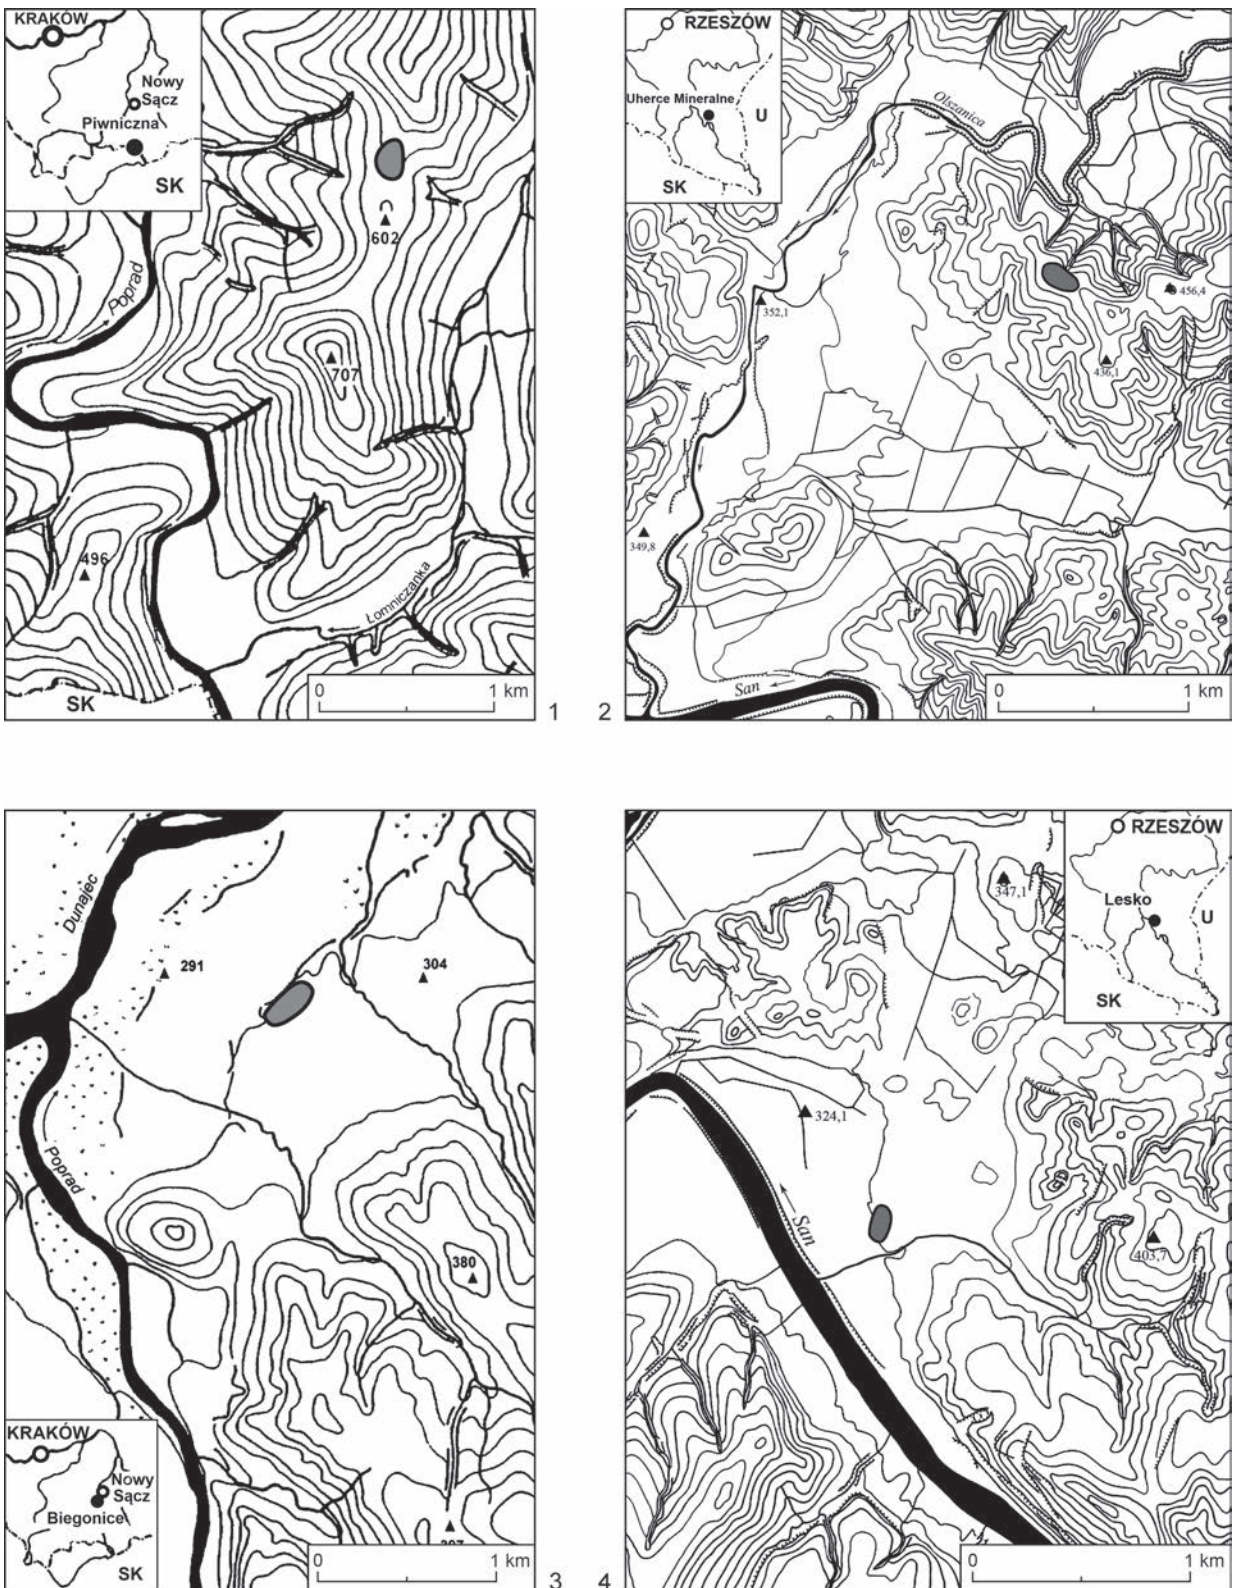 KRAKÓW
Nowy
Sącz
Piwniczna
SK
602
Poprad
707
496
Łomniczanka
SK
0 1 km
1
RZESZÓW
Uherce Mineralne
U
SK
Olszanica
456,4
352,1
436,1
349,8
San
0 1 km
2
Dunajec
291
304
Poprad
380
KRAKÓW
Nowy
Sącz
Biegonice
SK
0 1 km
3
RZESZÓW
Lesko
U
SK
347,1
324,1
San
403,7
0 1 km
4